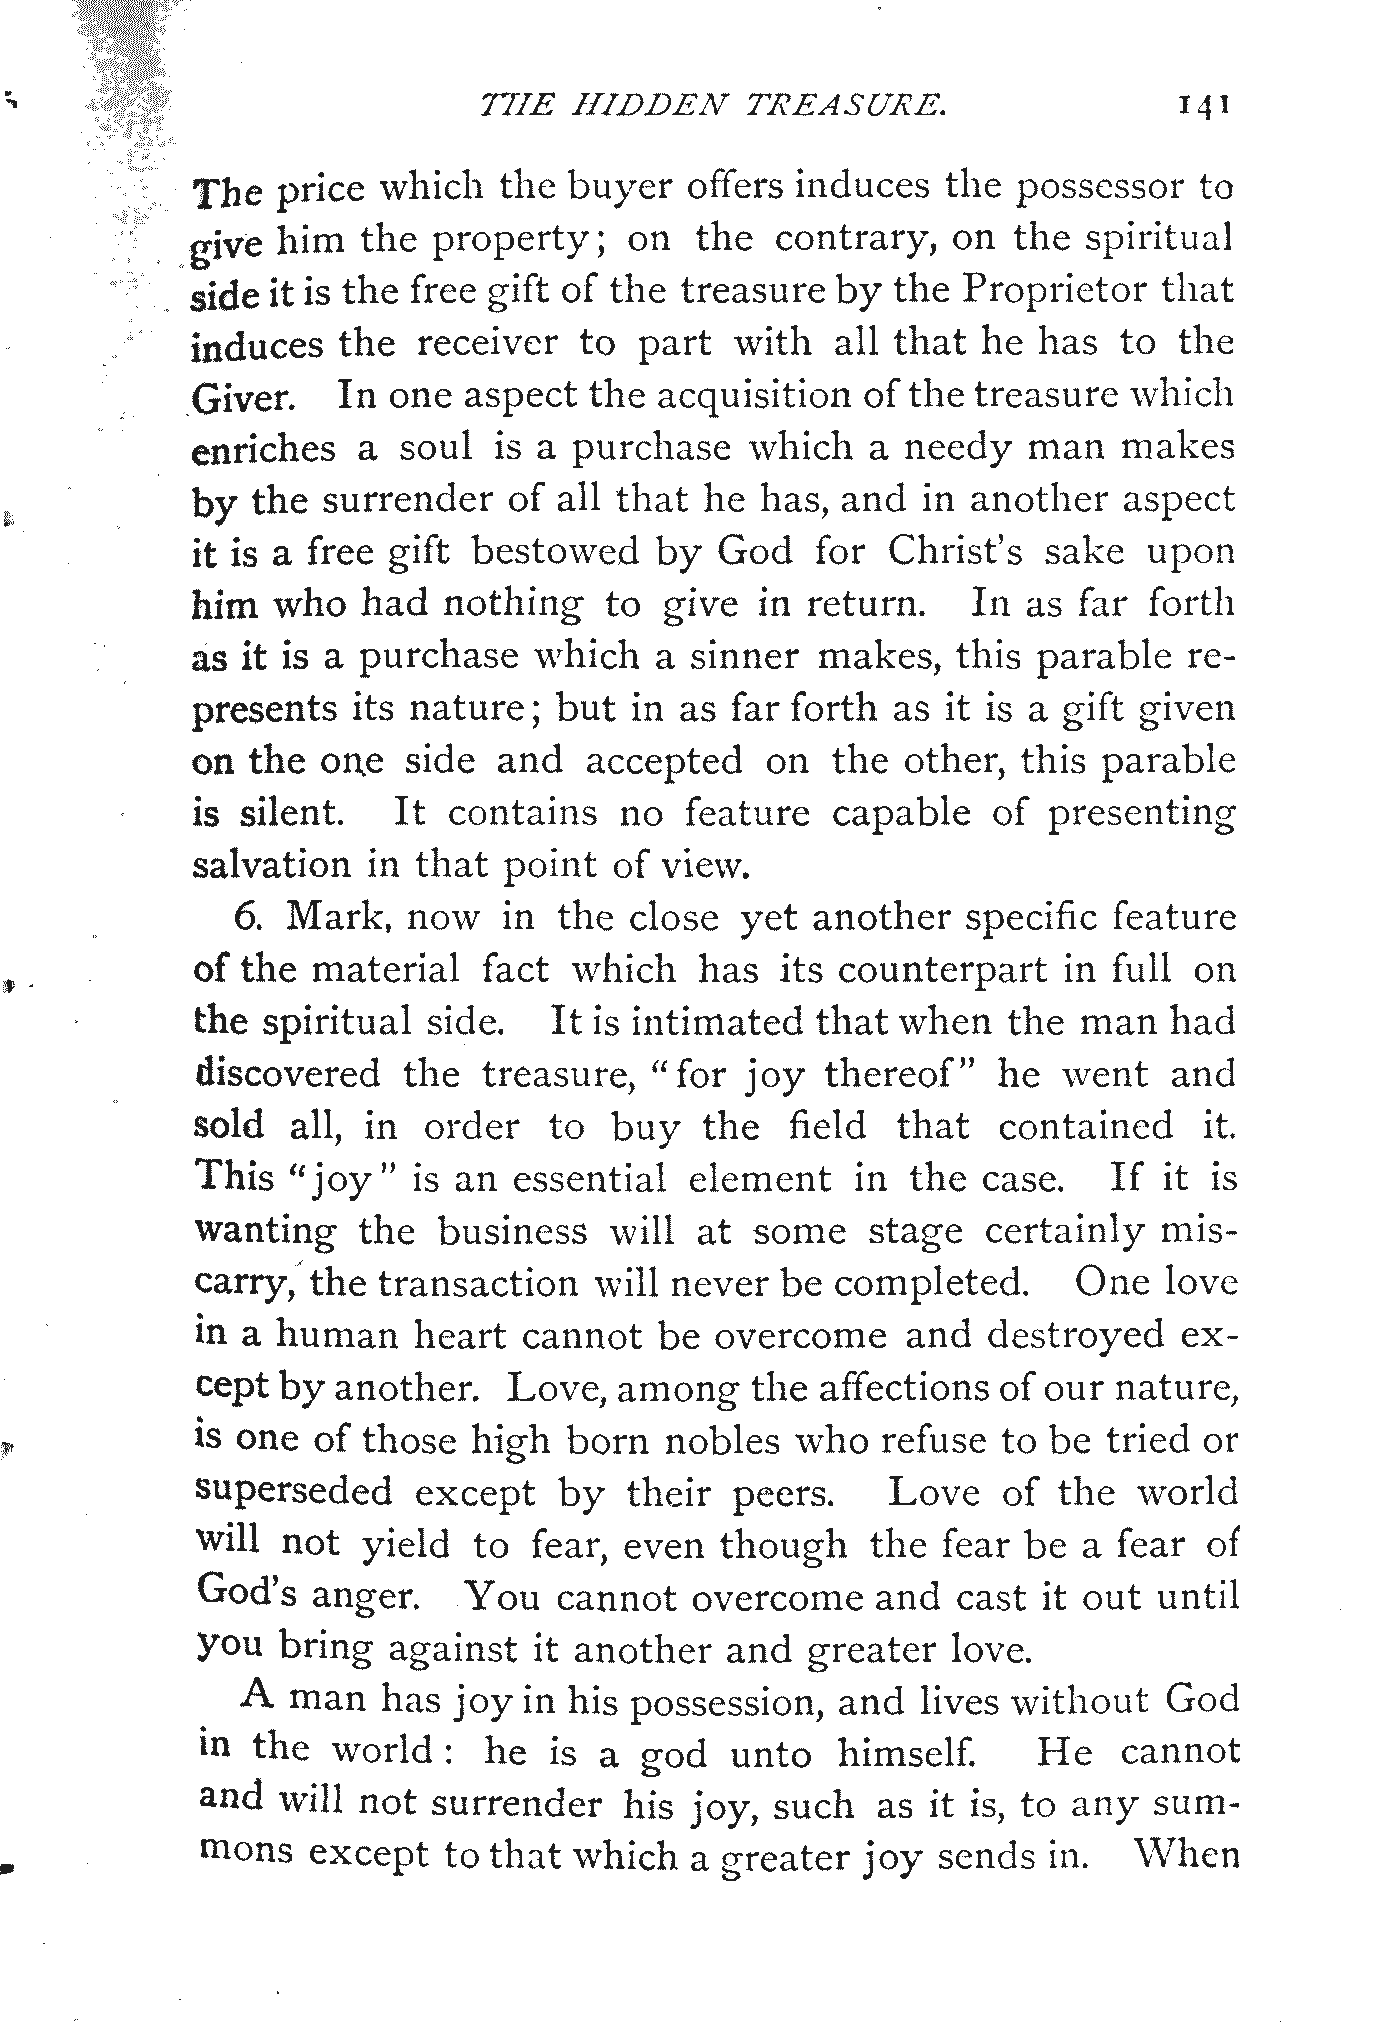 THE HIDDEN TREASURE. 141
The price which the buyer offers induces the possessor to
give him the property; on the contrary, on the spiritual
side it is the free gift of the treasure by the Proprietor that
induces the receiver to part with all that he has to the
Giver. In one aspect the acquisition of the treasure which
enriches a soul is a purchase which a needy man makes
by the surrender of all that he has, and in another aspect
it is a free gift bestowed by God for Christ's sake upon
him who had nothing to give in return. In as far forth
as it is a purchase which a sinner makes, this parable re-
presents its nature; but in as far forth as it is a gift given
on the one side and accepted on the other, this parable
is silent. It contains no feature capable of presenting
salvation in that point of view.
6. Mark, now in the close yet another specific feature
of the material fact which has its counterpart in full on
the spiritual side. It is intimated that when the man had
discovered the treasure, "for joy thereof" he went and
sold all, in order to buy the field that contained it.
This "joy" is an essential element in the case. If it is
wanting the business will at some stage certainly mis-
carry, the transaction will never be completed. One love
in a human heart cannot be overcome and destroyed ex-
cept by another. Love, among the affections of our nature,
is one of those high born nobles who refuse to be tried or
superseded except by their peers. Love of the world
will not yield to fear, even though the fear be a fear of
God's anger. You cannot overcome and cast it out until
you bring against it another and greater love.
A man has joy in his possession, and lives without God
in the world: he is a god unto himself. He cannot
and will not surrender his joy, such as it is, to any sum-
mons except to that which a greater joy sends in. When